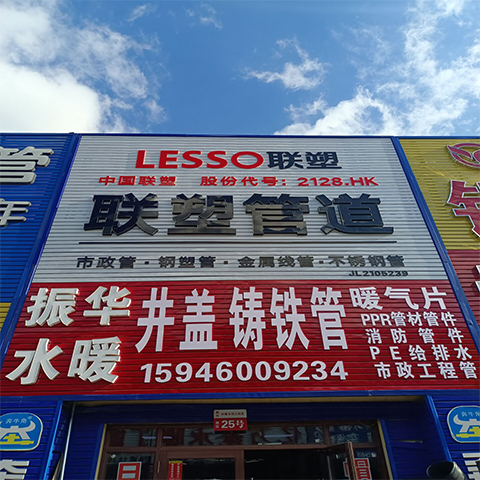 LESSO联塑
中国联塑 股份代号：2128.HK
联塑管道
市政管·钢塑管·金属线管·不锈钢管
JL2105239
振华
水暖
井盖 铸铁管
15946009234
暖气片
PPR管材管件
消防管件
PE给排水
市政工程管
管
年
25号